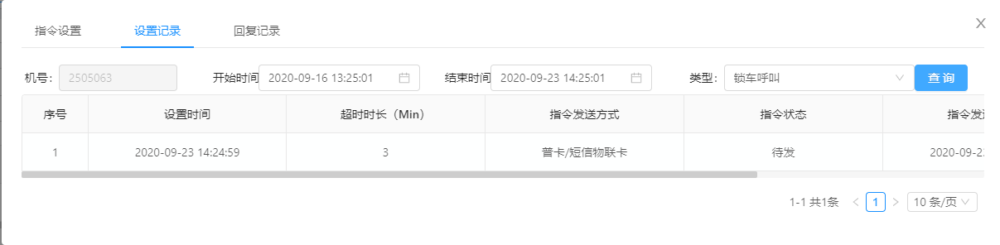 指令设置 设置记录 回复记录 X
机号: 2505063 开始时间 2020-09-16 13:25:01 结束时间 2020-09-23 14:25:01 类型: 锁车呼叫 查询
序号 设置时间 超时时长（Min） 指令发送方式 指令状态 指令发
1 2020-09-23 14:24:59 3 普卡/短信物联卡 待发 2020-09-2
1-1 共1条 < 1 > 10 条/页